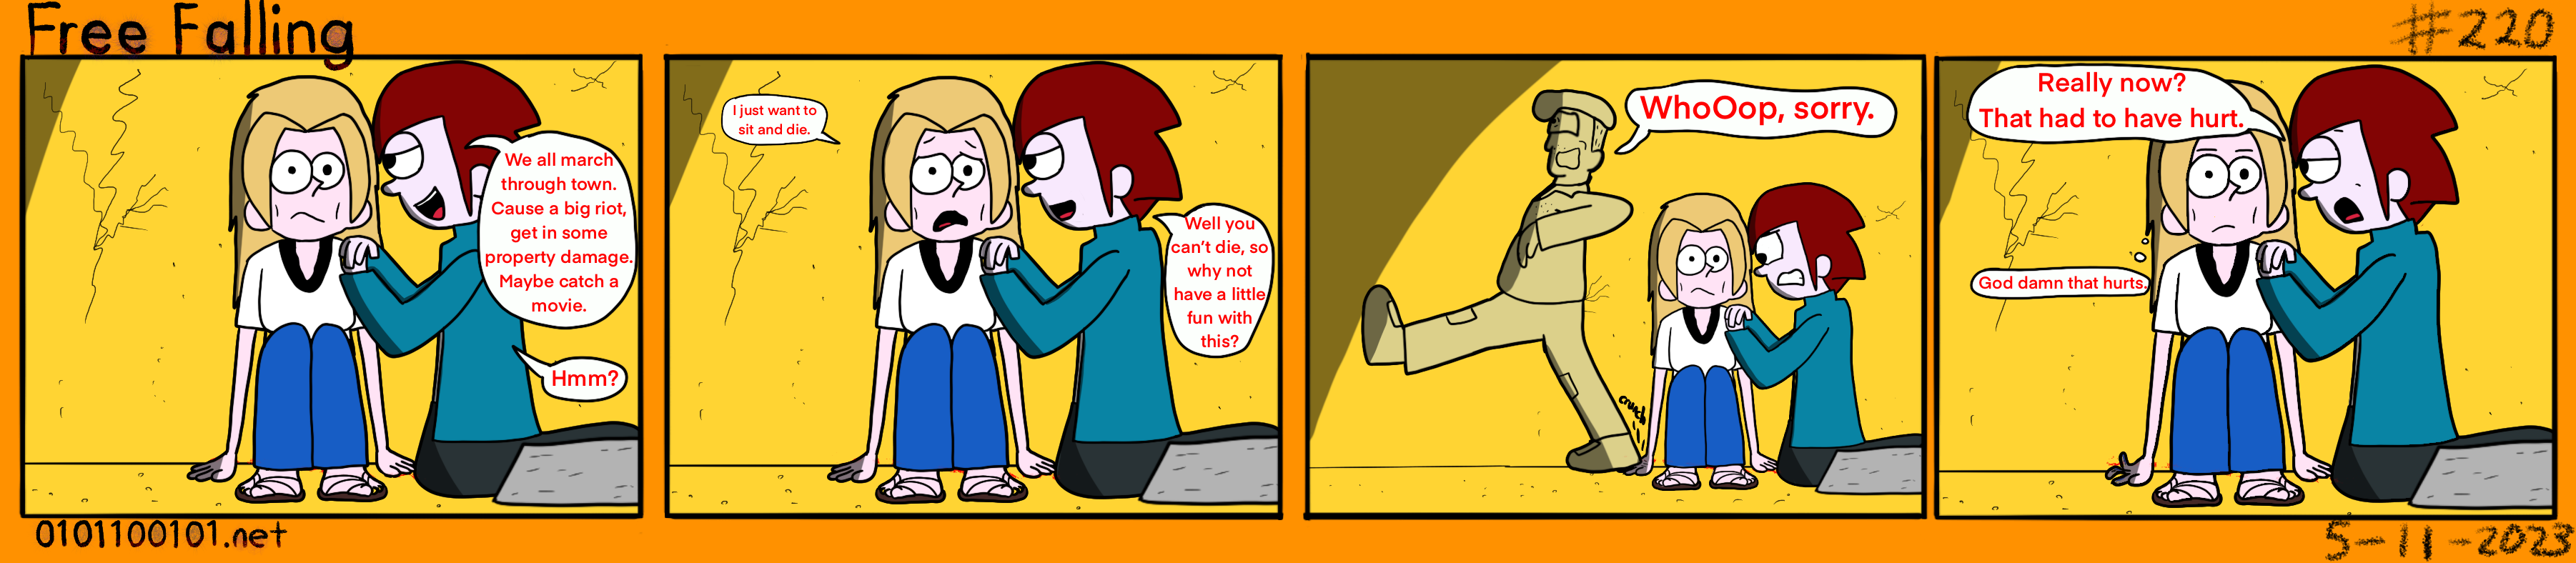 Free Falling
#220
We all march
through town.
Cause a big riot,
get in some
property damage.
Maybe catch a
movie.
Hmm?
I just want to
sit and die.
Well you
can't die, so
why not
have a little
fun with
this?
WhoOop, sorry.
crunch
Really now?
That had to have hurt.
God damn that hurts.
0101100101.net
5-11-2023